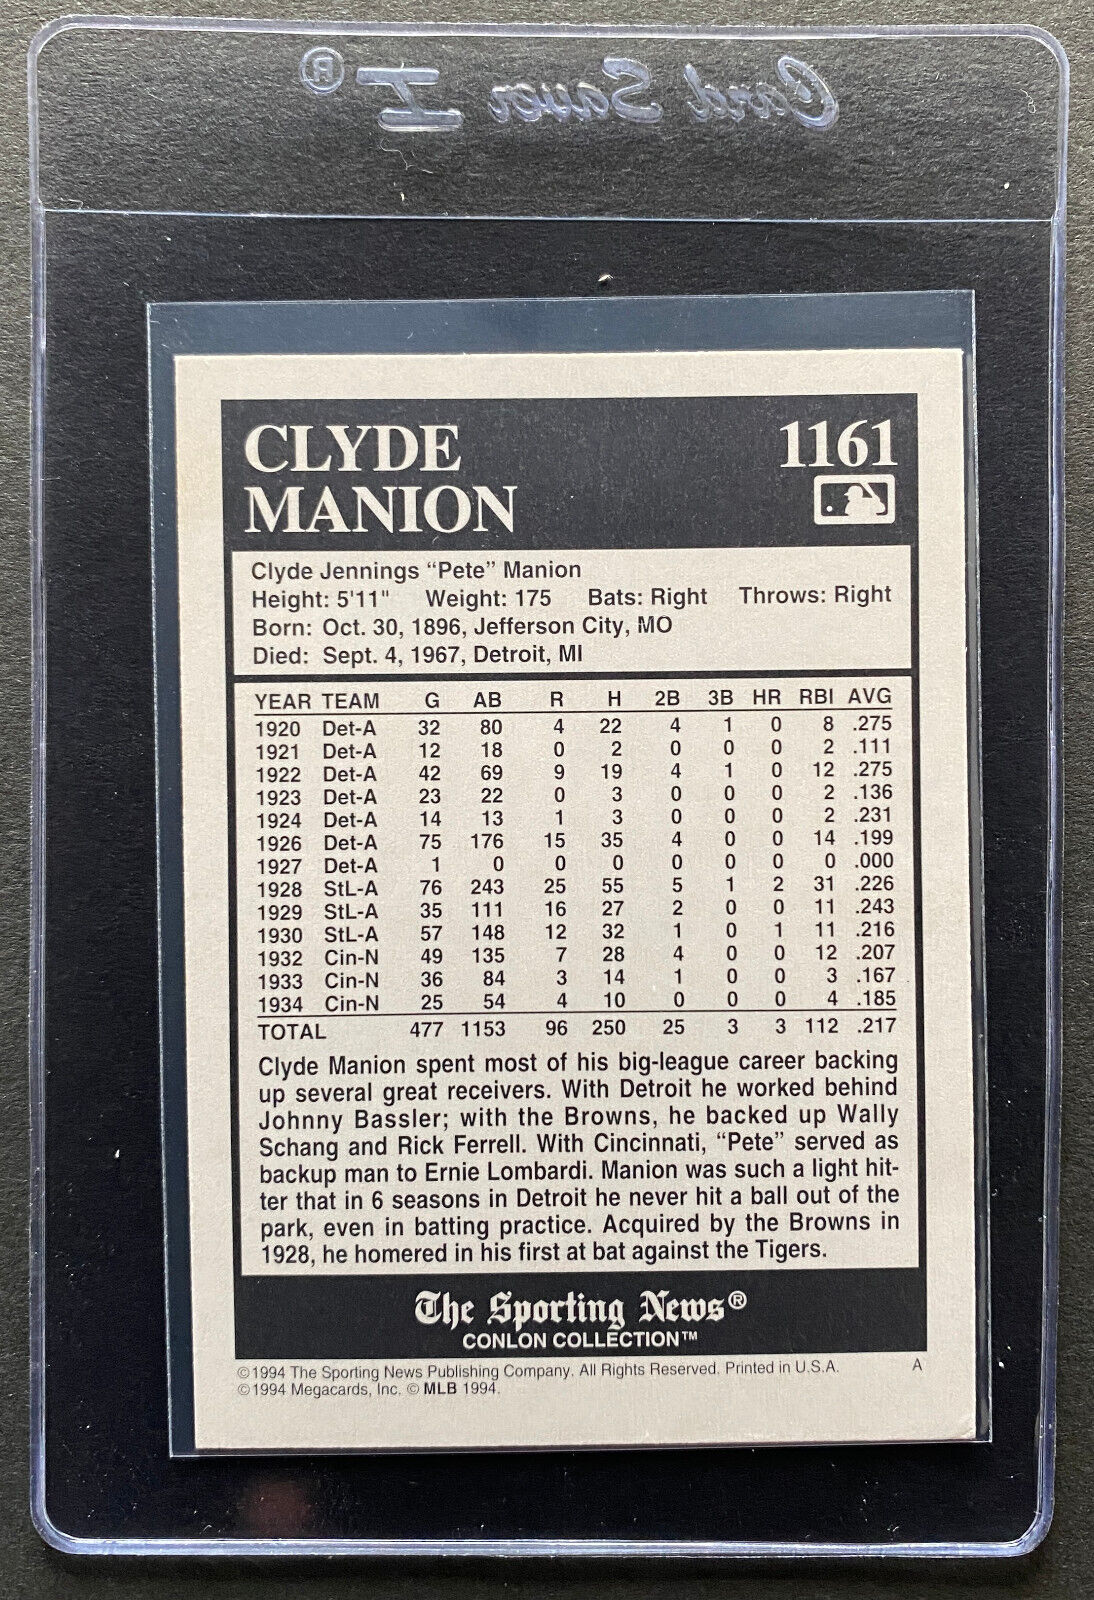 Card Saver I®
CLYDE 1161
MANION
Clyde Jennings “Pete” Manion
Height: 5'11" Weight: 175 Bats: Right Throws: Right
Born: Oct. 30, 1896, Jefferson City, MO
Died: Sept. 4, 1967, Detroit, MI
YEAR TEAM G AB R H 2B 3B HR RBI AVG
1920 Det-A 32 80 4 22 4 1 0 8 .275
1921 Det-A 12 18 0 2 0 0 0 2 .111
1922 Det-A 42 69 9 19 4 1 0 12 .275
1923 Det-A 23 22 0 3 0 0 0 2 .136
1924 Det-A 14 13 1 3 0 0 0 2 .231
1926 Det-A 75 176 15 35 4 0 0 14 .199
1927 Det-A 1 0 0 0 0 0 0 0 .000
1928 StL-A 76 243 25 55 5 1 2 31 .226
1929 StL-A 35 111 16 27 2 0 0 11 .243
1930 StL-A 57 148 12 32 1 0 1 11 .216
1932 Cin-N 49 135 7 28 4 0 0 12 .207
1933 Cin-N 36 84 3 14 1 0 0 3 .167
1934 Cin-N 25 54 4 10 0 0 0 4 .185
TOTAL 477 1153 96 250 25 3 3 112 .217
Clyde Manion spent most of his big-league career backing
up several great receivers. With Detroit he worked behind
Johnny Bassler; with the Browns, he backed up Wally
Schang and Rick Ferrell. With Cincinnati, “Pete” served as
backup man to Ernie Lombardi. Manion was such a light hit-
ter that in 6 seasons in Detroit he never hit a ball out of the
park, even in batting practice. Acquired by the Browns in
1928, he homered in his first at bat against the Tigers.
The Sporting News®
CONLON COLLECTION™
©1994 The Sporting News Publishing Company. All Rights Reserved. Printed in U.S.A. A
©1994 Megacards, Inc. © MLB 1994.